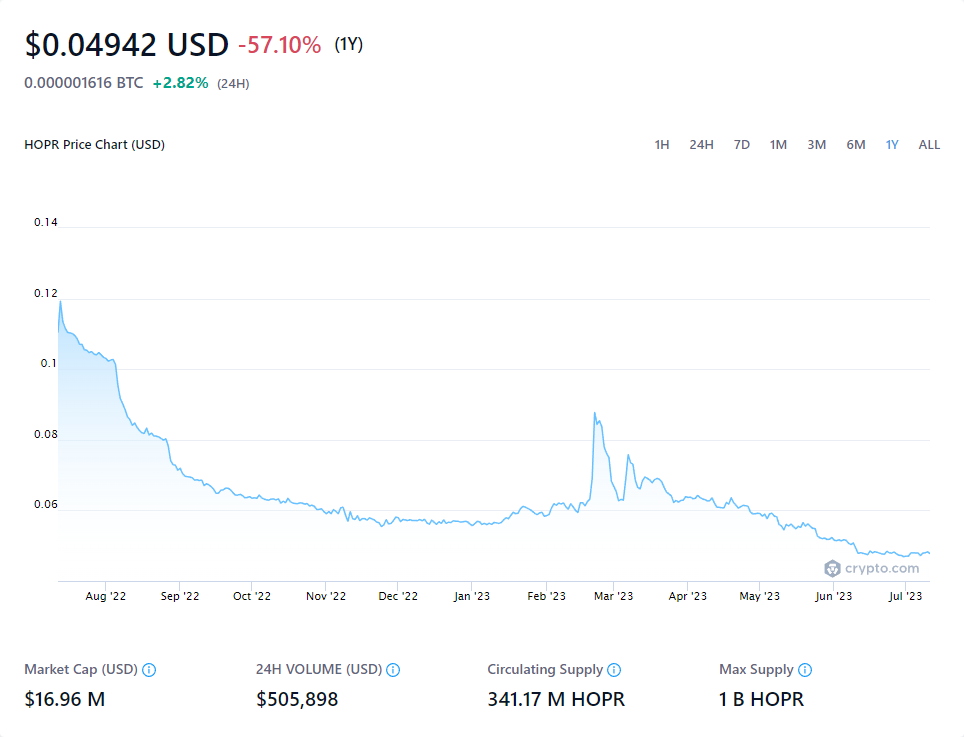 $0.04942 USD -57.10% (1Y)
0.000001616 BTC +2.82% (24H)
HOPR Price Chart (USD) 1H 24H 7D 1M 3M 6M 1Y ALL
0.14
0.12
0.1
0.08
0.06
crypto.com
Aug '22 Sep '22 Oct '22 Nov '22 Dec '22 Jan '23 Feb '23 Mar '23 Apr '23 May '23 Jun '23 Jul '23
Market Cap (USD) 24H VOLUME (USD) Circulating Supply Max Supply
$16.96 M $505,898 341.17 M HOPR 1 B HOPR